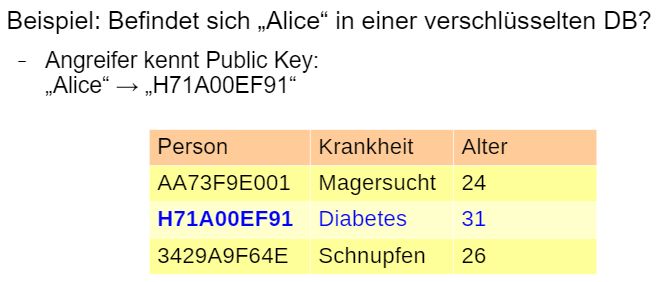 Beispiel: Befindet sich „Alice“ in einer verschlüsselten DB?
– Angreifer kennt Public Key:
„Alice“ → „H71A00EF91“
Person Krankheit Alter
AA73F9E001 Magersucht 24
H71A00EF91 Diabetes 31
3429A9F64E Schnupfen 26